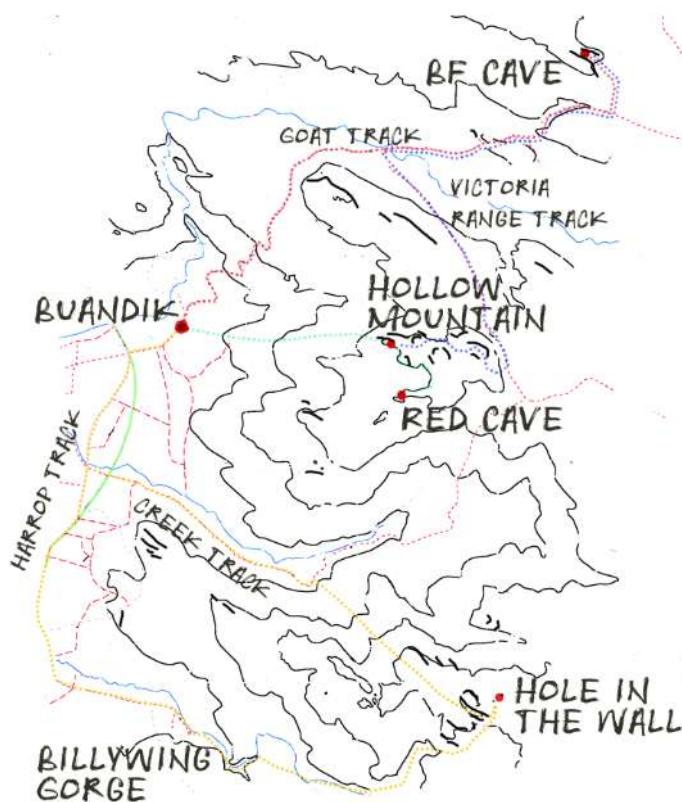 BF CAVE
GOAT TRACK
VICTORIA
RANGE TRACK
BUANDIK
HOLLOW
MOUNTAIN
RED CAVE
HARROP TRACK
CREEK TRACK
HOLE IN
THE WALL
BILLYWING
GORGE